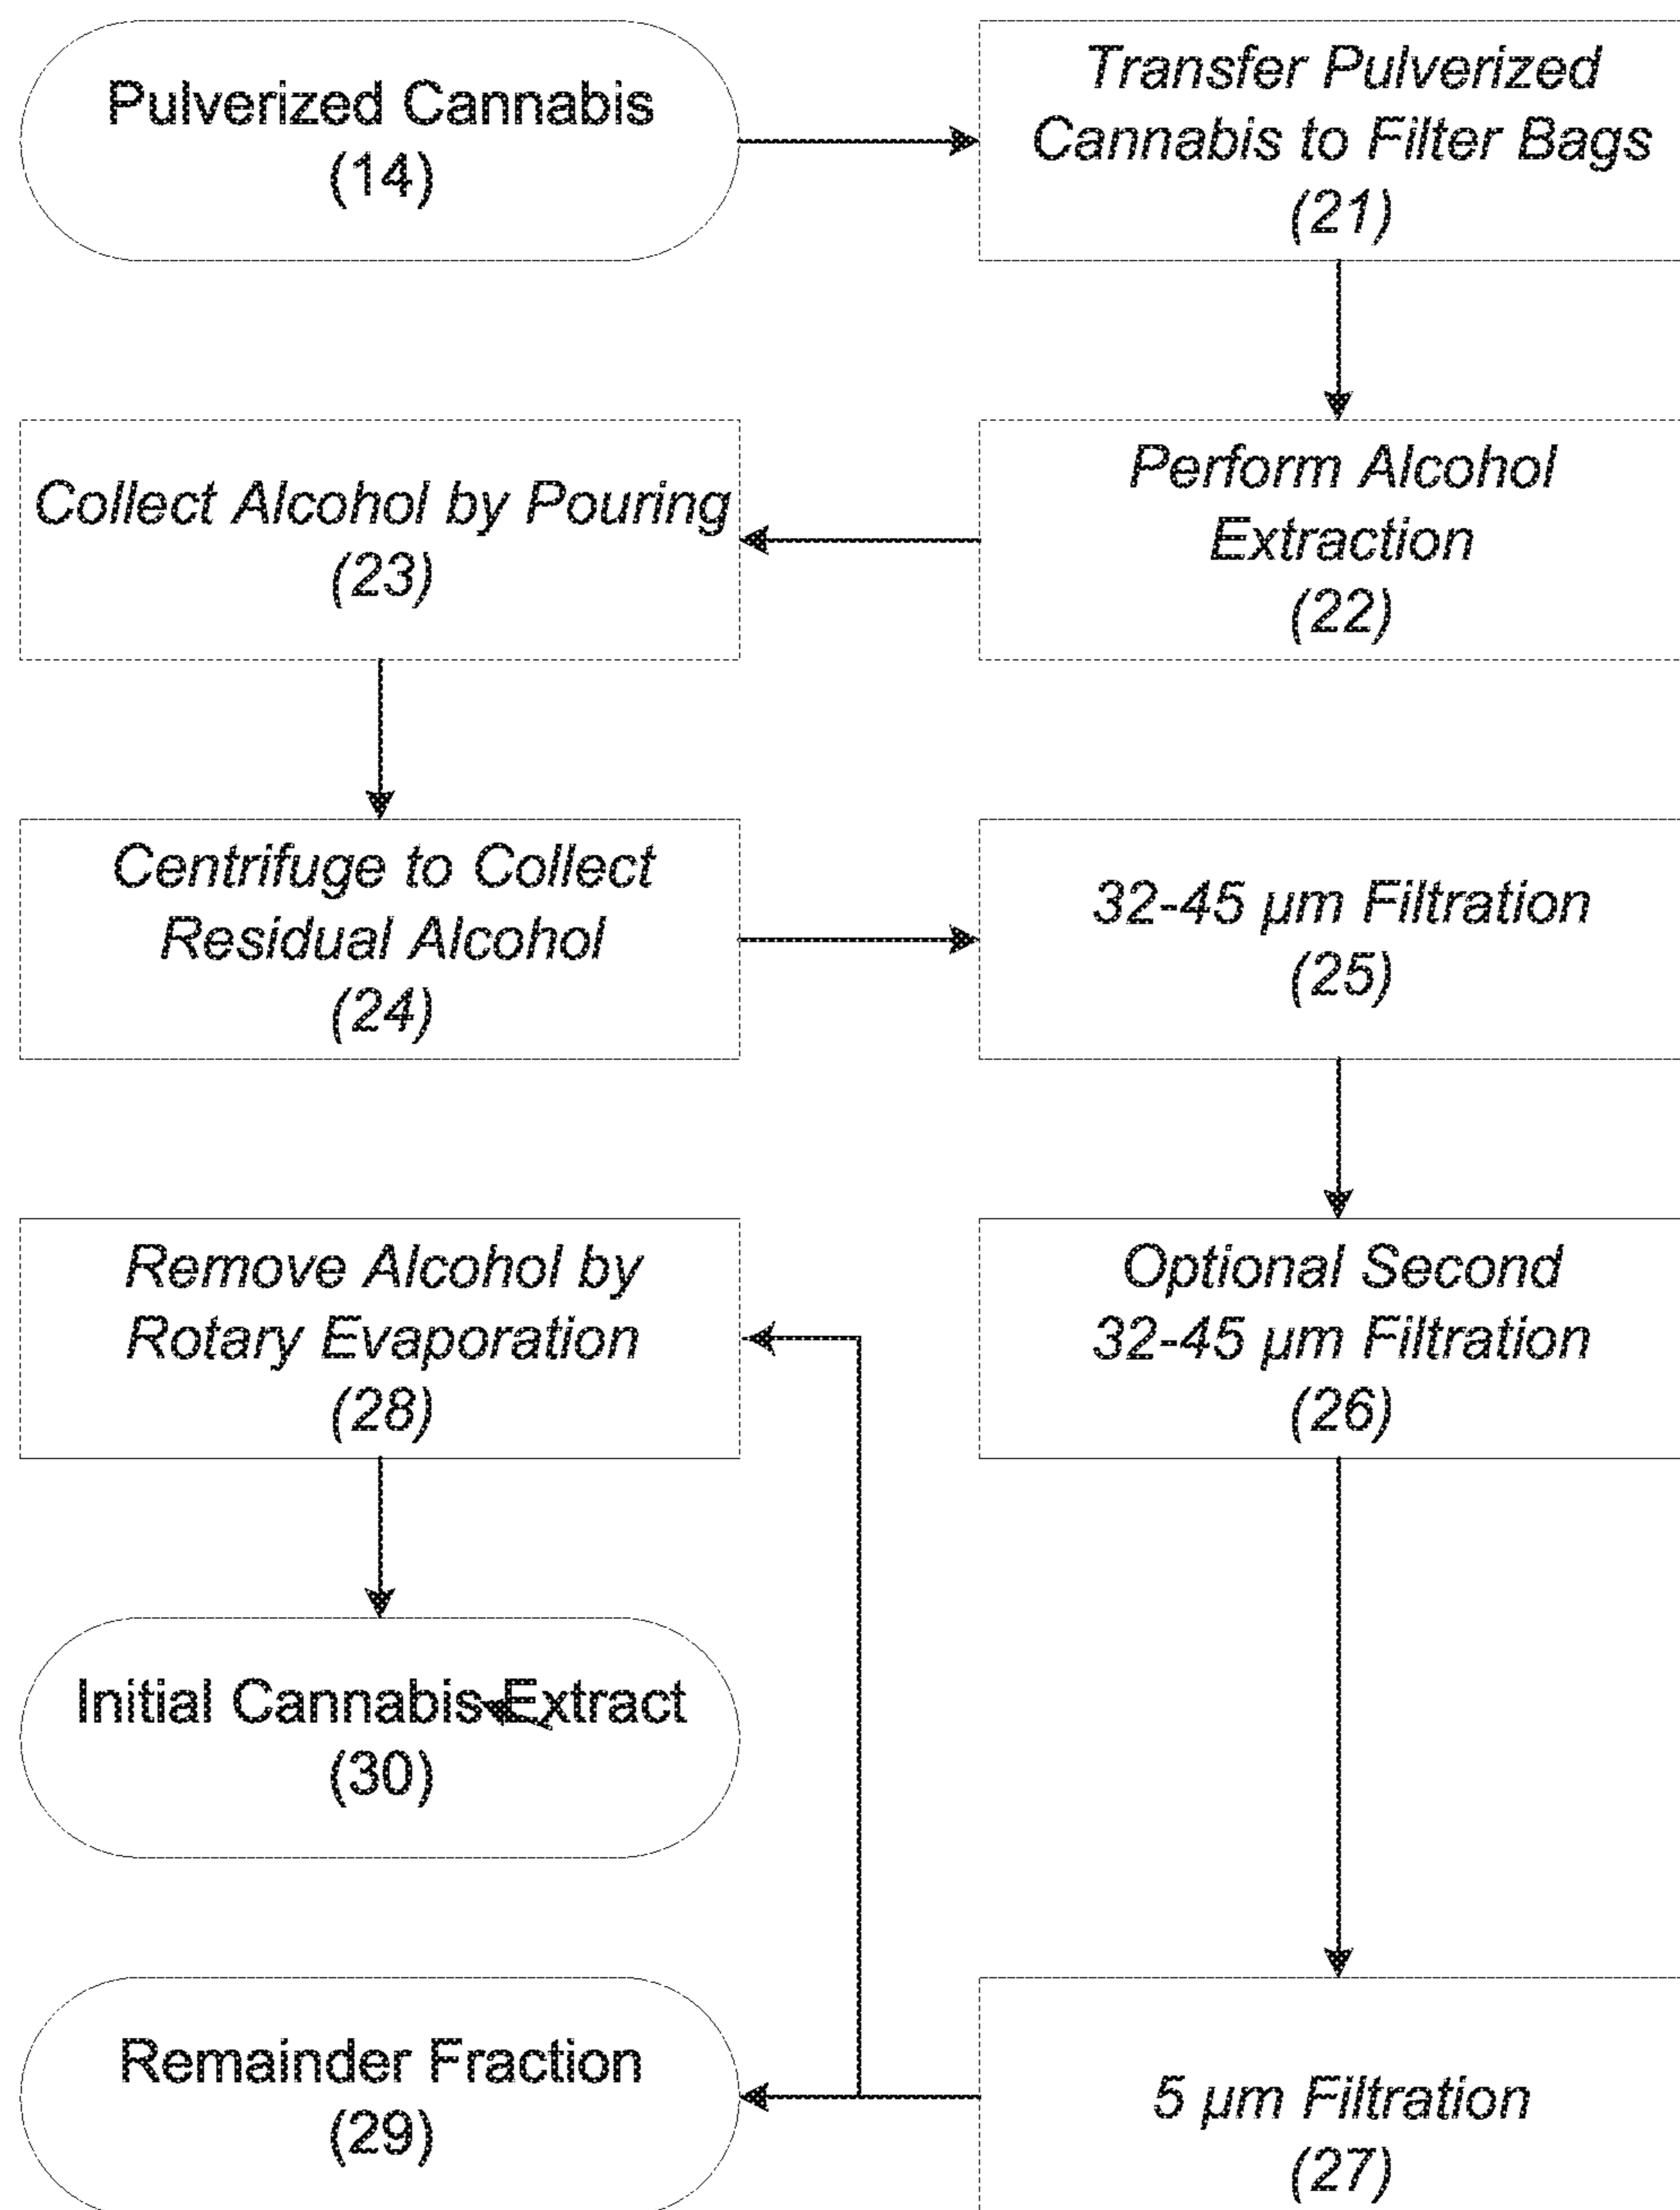 Pulverized Cannabis
(14)
Transfer Pulverized
Cannabis to Filter Bags
(21)
Collect Alcohol by Pouring
(23)
Perform Alcohol
Extraction
(22)
Centrifuge to Collect
Residual Alcohol
(24)
32-45 µm Filtration
(25)
Remove Alcohol by
Rotary Evaporation
(28)
Optional Second
32-45 µm Filtration
(26)
Initial Cannabis Extract
(30)
Remainder Fraction
(29)
5 µm Filtration
(27)